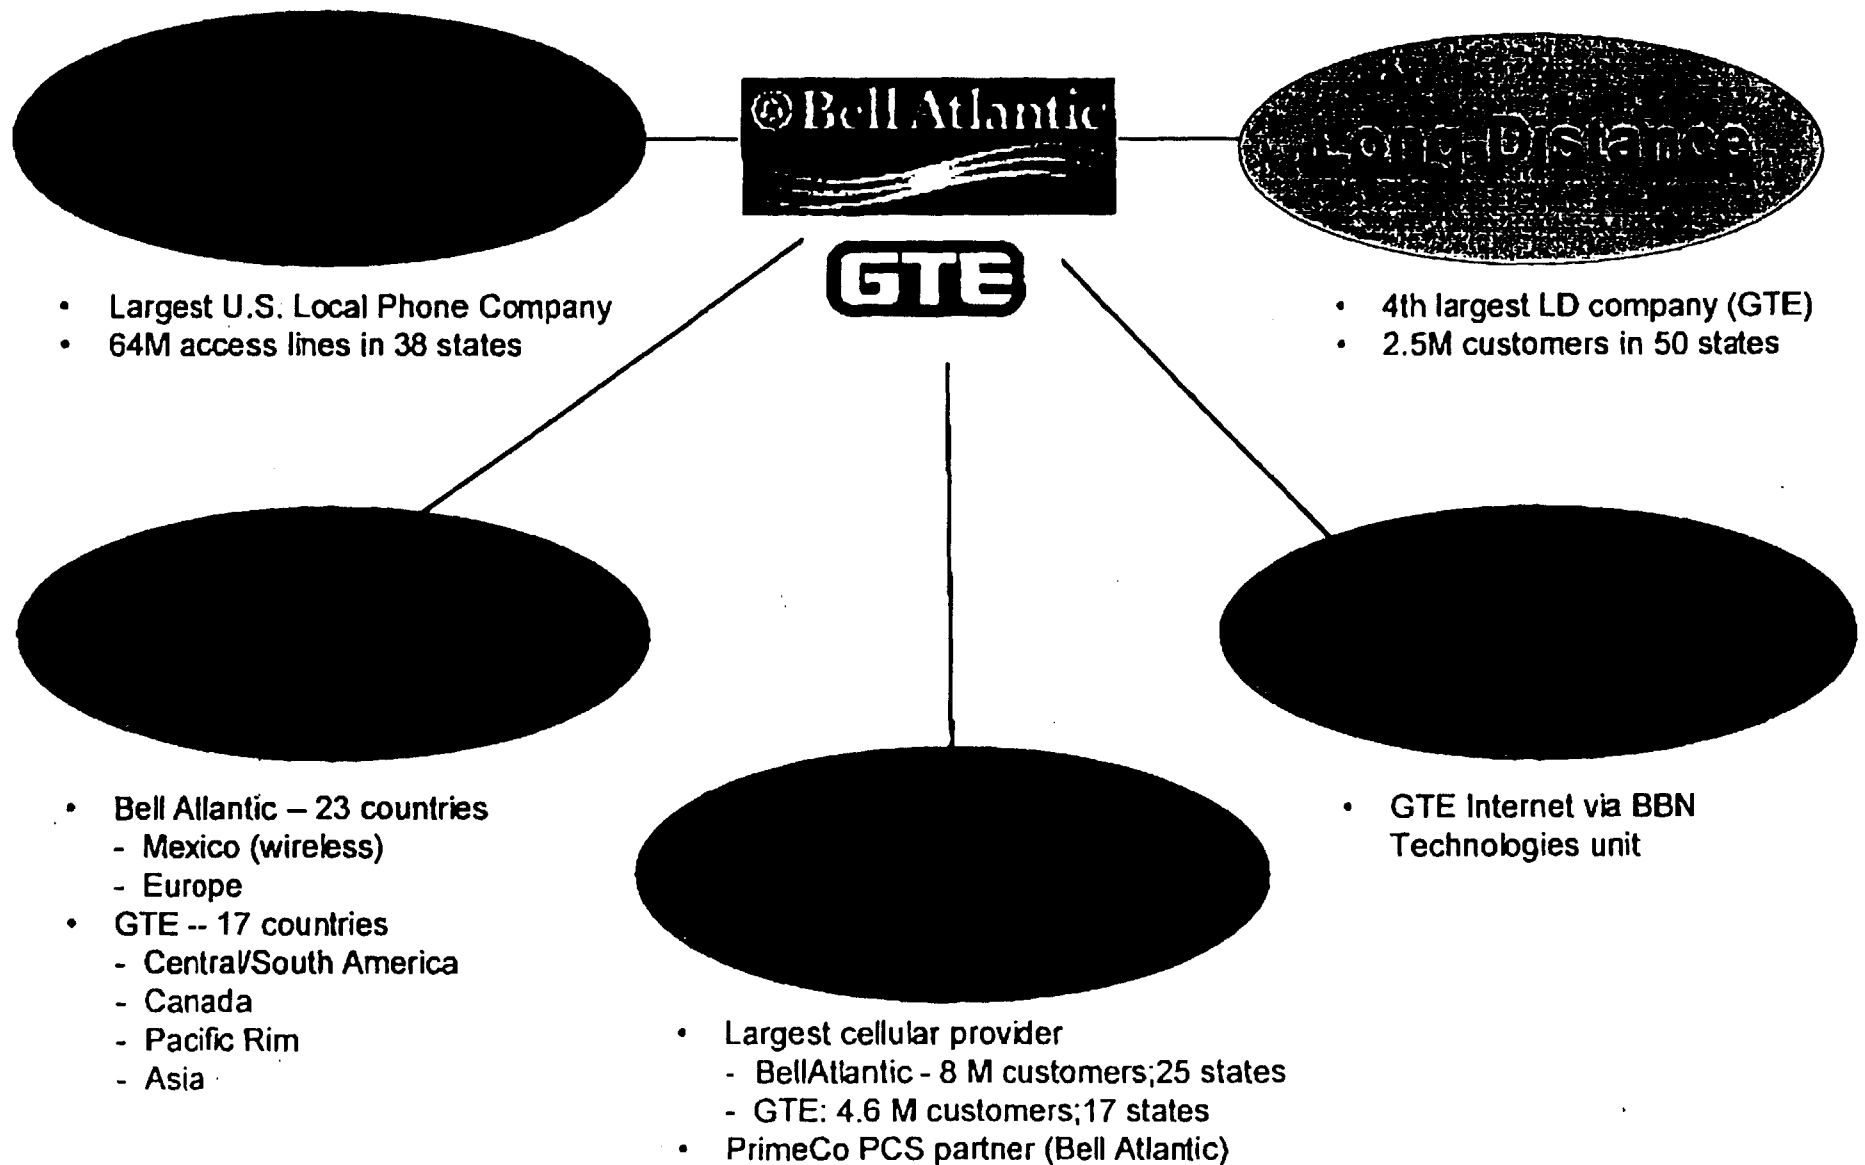 Bell Atlantic
Long Distance
GTE
• Largest U.S. Local Phone Company
• 64M access lines in 38 states
• 4th largest LD company (GTE)
• 2.5M customers in 50 states
• Bell Atlantic – 23 countries
- Mexico (wireless)
- Europe
• GTE -- 17 countries
- Central/South America
- Canada
- Pacific Rim
- Asia
• GTE Internet via BBN
Technologies unit
• Largest cellular provider
- BellAtlantic - 8 M customers;25 states
- GTE: 4.6 M customers;17 states
• PrimeCo PCS partner (Bell Atlantic)